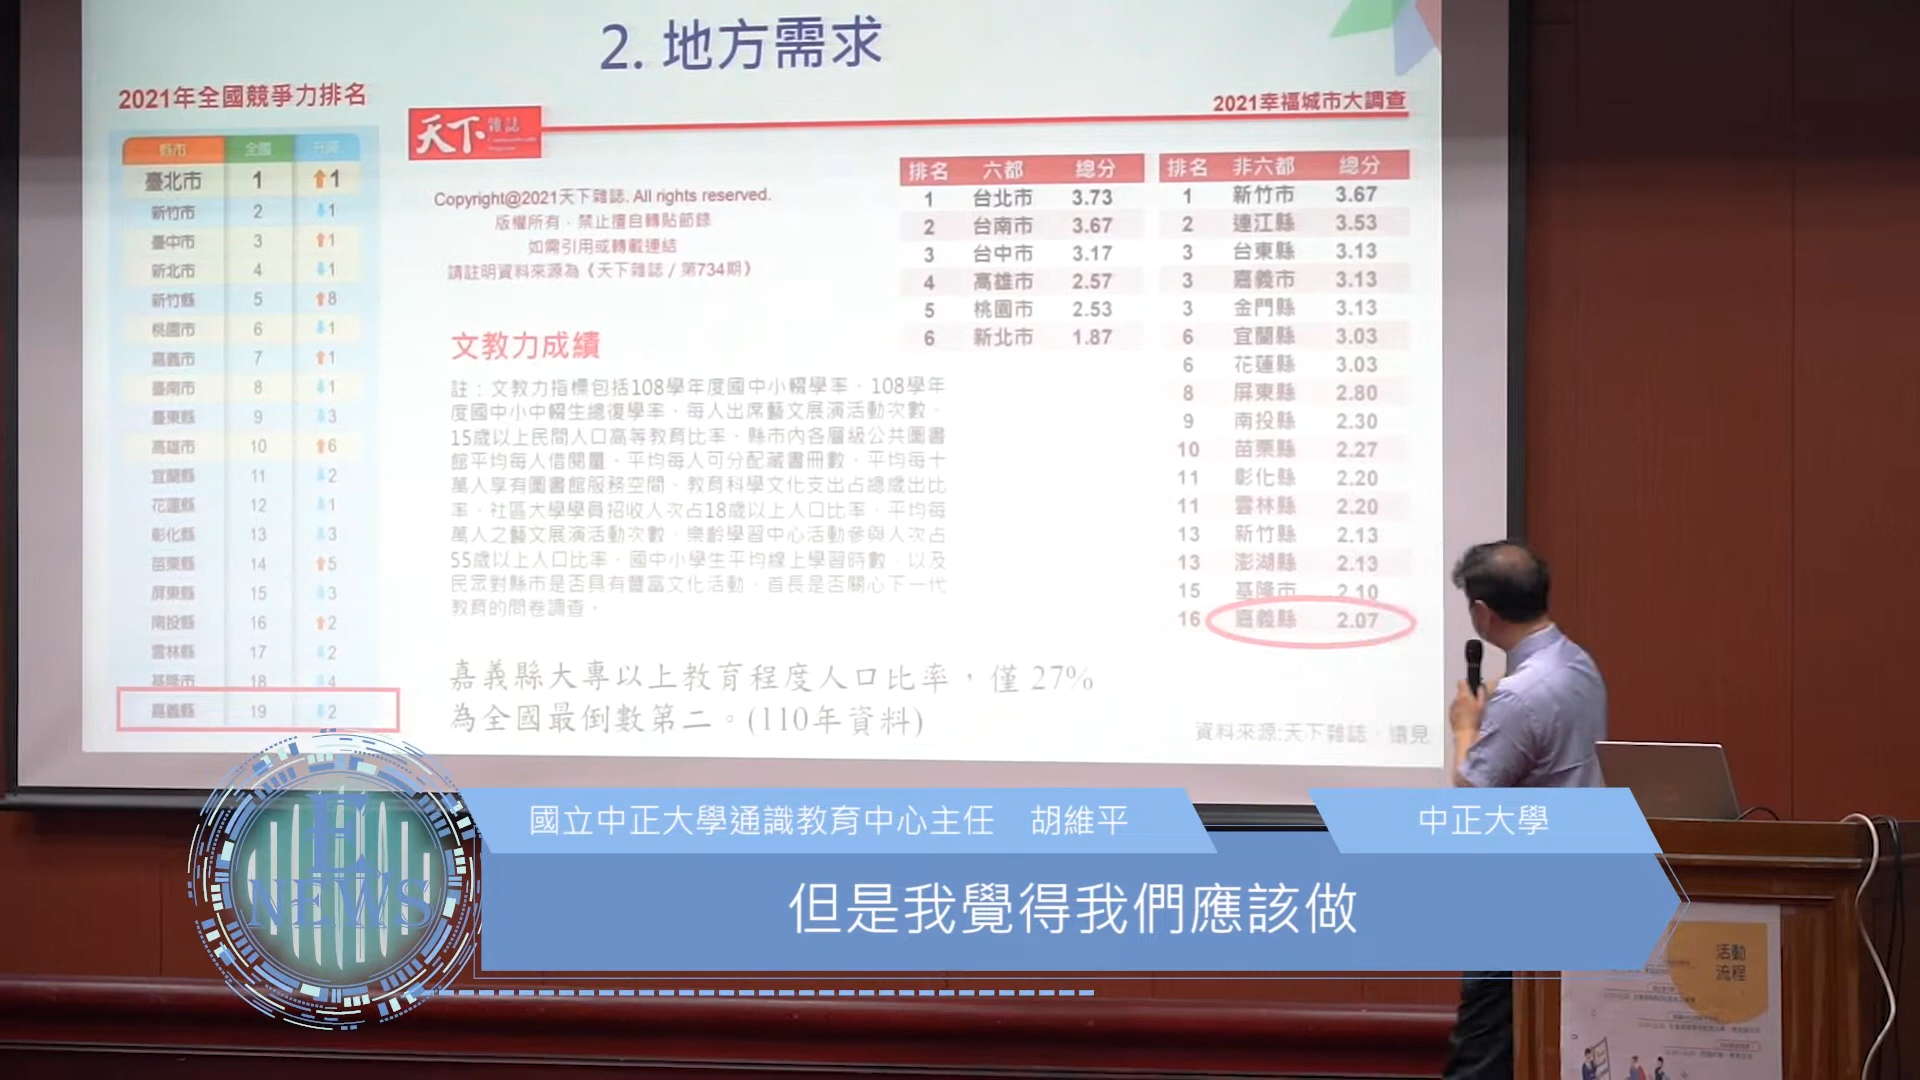 2. 地方需求
2021年全國競爭力排名
縣市 全國 升降
臺北市 1 ⬆1
新竹市 2 ⬇1
臺中市 3 ⬆1
新北市 4 ⬇1
新竹縣 5 ⬆8
桃園市 6 ⬇1
嘉義市 7 ⬆1
臺南市 8 ⬇1
臺東縣 9 ⬇3
高雄市 10 ⬆6
宜蘭縣 11 ⬇2
花蓮縣 12 ⬇1
彰化縣 13 ⬇3
苗栗縣 14 ⬆5
屏東縣 15 ⬇3
南投縣 16 ⬆2
雲林縣 17 ⬇2
基隆市 18 ⬇4
嘉義縣 19 ⬇2
天下雜誌
2021幸福城市大調查
Copyright@2021天下雜誌. All rights reserved.
版權所有，禁止擅自轉貼節錄
如需引用或轉載連結
請註明資料來源為《天下雜誌 / 第734期》
排名 六都 總分
1 台北市 3.73
2 台南市 3.67
3 台中市 3.17
4 高雄市 2.57
5 桃園市 2.53
6 新北市 1.87
排名 非六都 總分
1 新竹市 3.67
2 連江縣 3.53
3 台東縣 3.13
3 嘉義市 3.13
3 金門縣 3.13
6 宜蘭縣 3.03
6 花蓮縣 3.03
8 屏東縣 2.80
9 南投縣 2.30
10 苗栗縣 2.27
11 彰化縣 2.20
11 雲林縣 2.20
13 新竹縣 2.13
13 澎湖縣 2.13
15 基隆市 2.10
16 嘉義縣 2.07
文教力成績
註：文教力指標包括108學年度國中小輟學率、108學年
度國中小中輟生總復學率、每人出席藝文展演活動次數、
15歲以上民間人口高等教育比率、縣市內各層級公共圖書
館平均每人借閱量、平均每人可分配藏書冊數、平均每十
萬人享有圖書館服務空間、教育科學文化支出占總歲出比
率、社區大學學員招收人次占18歲以上人口比率、平均每
萬人之藝文展演活動次數、樂齡學習中心活動參與人次占
55歲以上人口比率、國中小學生平均線上學習時數，以及
民眾對縣市是否具有豐富文化活動、首長是否關心下一代
教育的問卷調查。
嘉義縣大專以上教育程度人口比率，僅 27%
為全國最倒數第二。(110年資料)
資料來源:天下雜誌、遠見
國立中正大學通識教育中心主任 胡維平
中正大學
但是我覺得我們應該做
E
NEWS
活動
流程